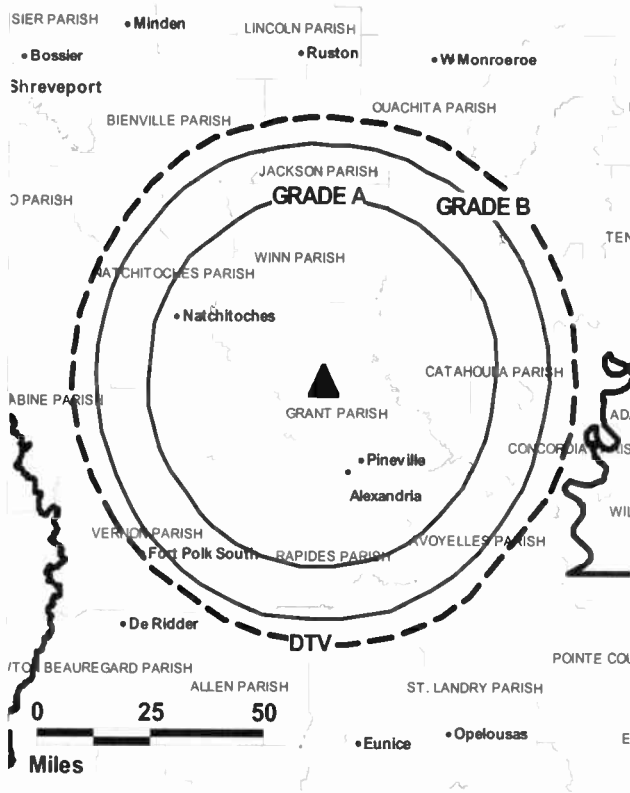 SIER PARISH
Minden
LINCOLN PARISH
Bossier
Ruston
W Monroeroe
Shreveport
BIENVILLE PARISH
OUACHITA PARISH
JACKSON PARISH
O PARISH
GRADE A
GRADE B
TEN
WINN PARISH
NATCHITOCHES PARISH
Natchitoches
CATAHOULA PARISH
ABINE PARISH
GRANT PARISH
AD
CONCORDIA
Pineville
Alexandria
WIL
VERNON PARISH
AVOYELLES PARISH
Fort Polk South
RAPIDES PARISH
De Ridder
DTV
POINTE COU
TON BEAUREGARD PARISH
ALLEN PARISH
ST. LANDRY PARISH
0 25 50
Opelousas
Eunice
E
Miles